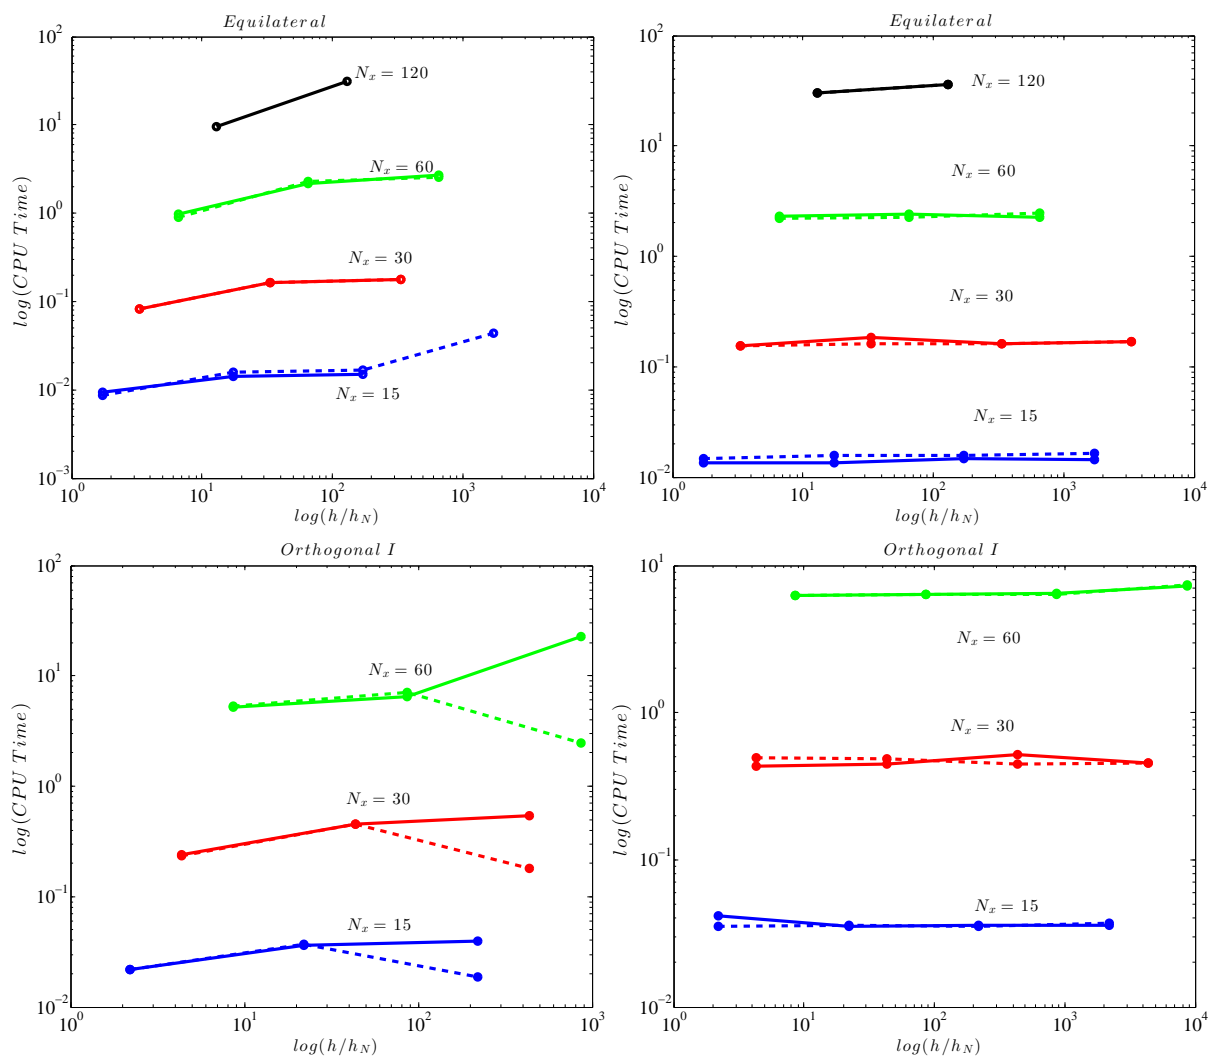 Equilateral
10^2
10^1
10^0
10^-1
10^-2
10^-3
log(CPU Time)
N_x = 120
N_x = 60
N_x = 30
N_x = 15
10^0 10^1 10^2 10^3 10^4
log(h/h_N)
Equilateral
10^2
10^1
10^0
10^-1
10^-2
log(CPU Time)
N_x = 120
N_x = 60
N_x = 30
N_x = 15
10^0 10^1 10^2 10^3 10^4
log(h/h_N)
Orthogonal I
10^2
10^1
10^0
10^-1
10^-2
log(CPU Time)
N_x = 60
N_x = 30
N_x = 15
10^0 10^1 10^2 10^3
log(h/h_N)
Orthogonal I
10^1
10^0
10^-1
10^-2
log(CPU Time)
N_x = 60
N_x = 30
N_x = 15
10^0 10^1 10^2 10^3 10^4
log(h/h_N)